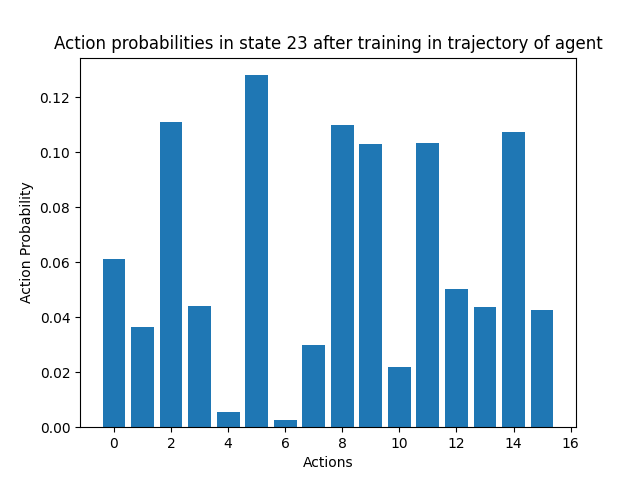 Action probabilities in state 23 after training in trajectory of agent
0.12
0.10
0.08
0.06
0.04
0.02
0.00
Action Probability
0 2 4 6 8 10 12 14 16
Actions